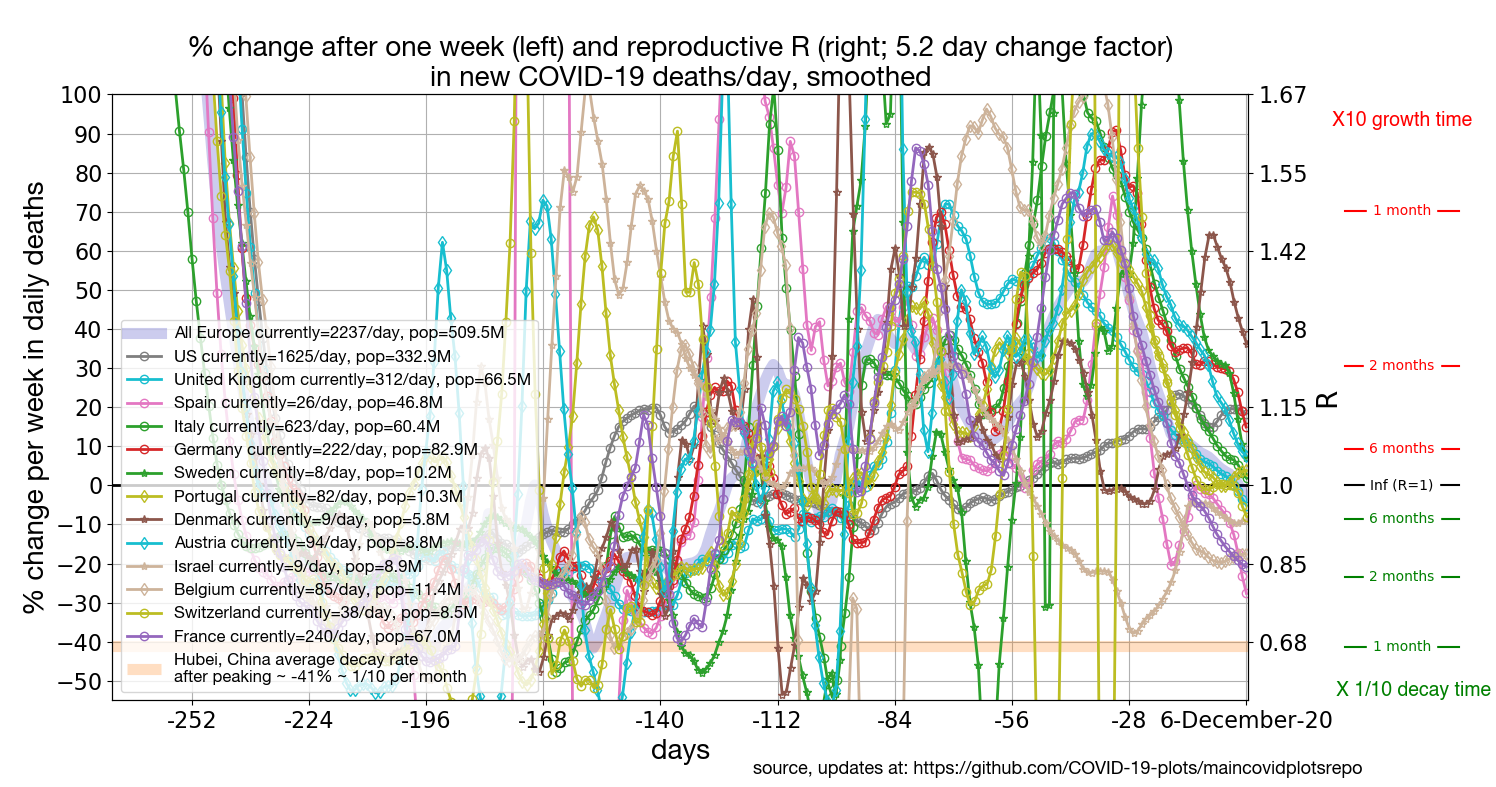 % change after one week (left) and reproductive R (right; 5.2 day change factor)
in new COVID-19 deaths/day, smoothed
% change per week in daily deaths
100
90
80
70
60
50
40
30
20
10
0
−10
−20
−30
−40
−50
All Europe currently=2237/day, pop=509.5M
US currently=1625/day, pop=332.9M
United Kingdom currently=312/day, pop=66.5M
Spain currently=26/day, pop=46.8M
Italy currently=623/day, pop=60.4M
Germany currently=222/day, pop=82.9M
Sweden currently=8/day, pop=10.2M
Portugal currently=82/day, pop=10.3M
Denmark currently=9/day, pop=5.8M
Austria currently=94/day, pop=8.8M
Israel currently=9/day, pop=8.9M
Belgium currently=85/day, pop=11.4M
Switzerland currently=38/day, pop=8.5M
France currently=240/day, pop=67.0M
Hubei, China average decay rate
after peaking ~ -41% ~ 1/10 per month
1.67
1.55
1.42
1.28
1.15
1.0
0.85
0.68
R
X10 growth time
1 month
2 months
6 months
Inf (R=1)
6 months
2 months
1 month
X 1/10 decay time
-252 -224 -196 -168 -140 -112 -84 -56 -28 6-December-20
days
source, updates at: https://github.com/COVID-19-plots/maincovidplotsrepo